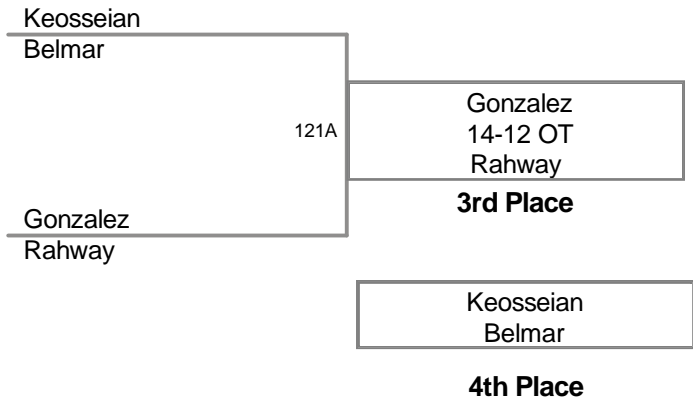 Keosseian
Belmar
121A
Gonzalez
14-12 OT
Rahway
3rd Place
Gonzalez
Rahway
Keosseian
Belmar
4th Place